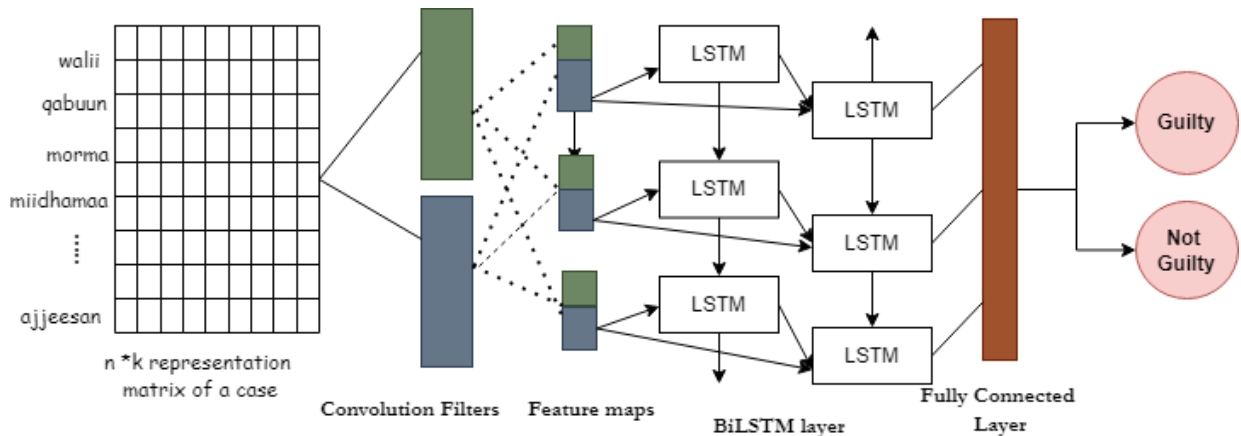 walii
qabuun
morma
miidhamaa
ajjeesan
n *k representation
matrix of a case
Convolution Filters
Feature maps
LSTM
LSTM
LSTM
LSTM
LSTM
LSTM
BiLSTM layer
Fully Connected
Layer
Guilty
Not
Guilty